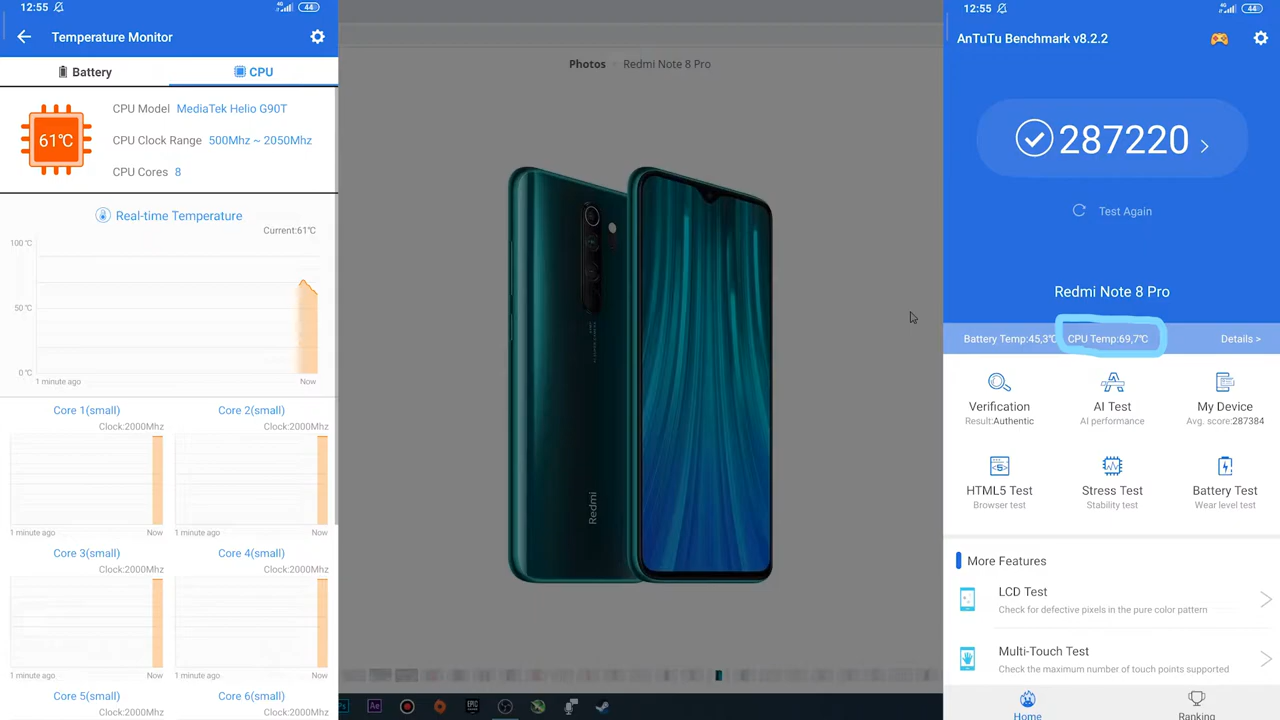 12:55
44
Temperature Monitor
Battery
CPU
61℃
CPU Model MediaTek Helio G90T
CPU Clock Range 500Mhz ~ 2050Mhz
CPU Cores 8
Real-time Temperature
Current:61℃
100 ℃
50 ℃
0 ℃
1 minute ago
Now
Core 1(small)
Clock:2000Mhz
1 minute ago
Now
Core 2(small)
Clock:2000Mhz
1 minute ago
Now
Core 3(small)
Clock:2000Mhz
1 minute ago
Now
Core 4(small)
Clock:2000Mhz
1 minute ago
Now
Core 5(small)
Core 6(small)
Photos Redmi Note 8 Pro
Redmi
Ps
Ae
EPIC
12:55
44
AnTuTu Benchmark v8.2.2
287220
Test Again
Redmi Note 8 Pro
Battery Temp:45,3℃
CPU Temp:69,7℃
Details >
Verification
Result:Authentic
AI Test
AI performance
My Device
Avg. score:287384
HTML5 Test
Browser test
Stress Test
Stability test
Battery Test
Wear level test
More Features
LCD Test
Check for defective pixels in the pure color pattern
Multi-Touch Test
Check the maximum number of touch points supported
Home
Ranking